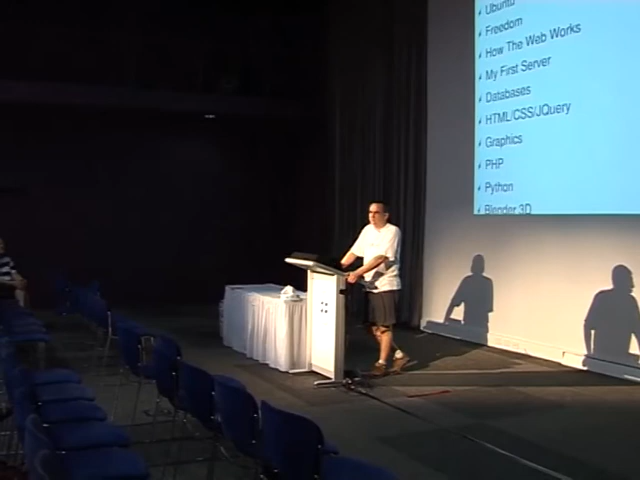 Ubuntu
Freedom
How The Web Works
My First Server
Databases
HTML/CSS/JQuery
Graphics
PHP
Python
Blender 3D